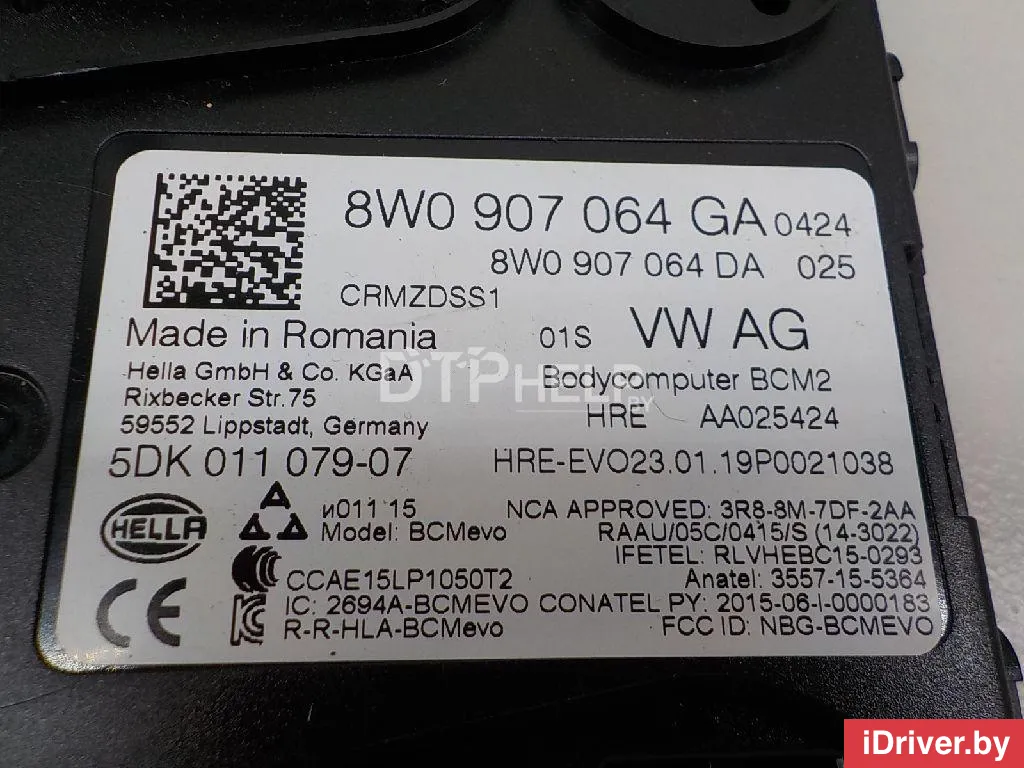 8W0 907 064 GA 0424
8W0 907 064 DA 025
CRMZDSS1
Made in Romania 01S VW AG
Hella GmbH & Co. KGaA
Bodycomputer BCM2
Rixbecker Str.75
HRE AA025424
59552 Lippstadt, Germany
5DK 011 079-07 HRE-EVO23.01.19P0021038
HELLA
и011 15 NCA APPROVED: 3R8-8M-7DF-2AA
Model: BCMevo RAAU/05C/0415/S (14-3022)
IFETEL: RLVHEBC15-0293
CCAE15LP1050T2 Anatel: 3557-15-5364
CE
IC: 2694A-BCMEVO CONATEL PY: 2015-06-I-0000183
R-R-HLA-BCMevo FCC ID: NBG-BCMEVO
DTPHELP.BY
iDriver.by